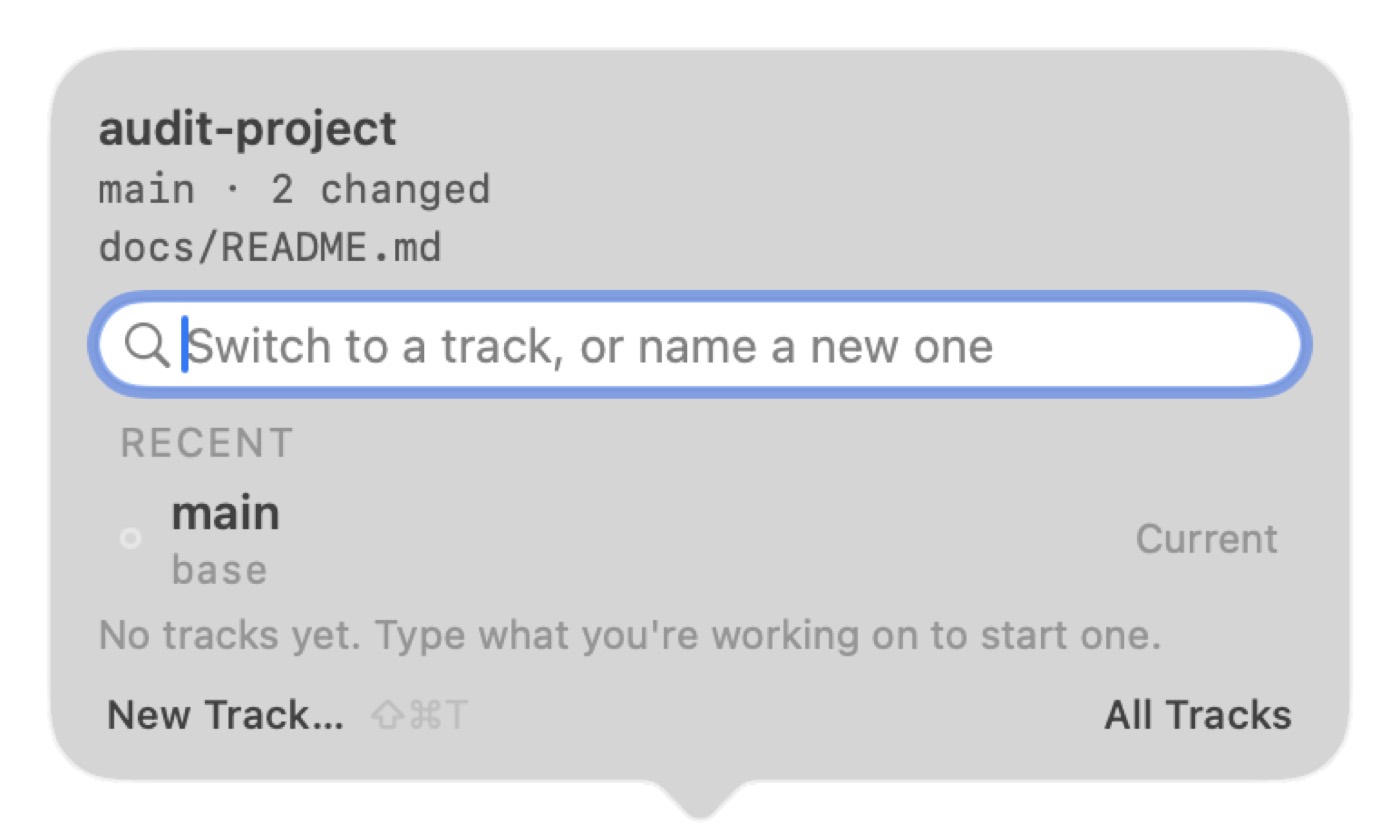 audit-project
main · 2 changed
docs/README.md
Switch to a track, or name a new one
RECENT
main
Current
base
No tracks yet. Type what you're working on to start one.
New Track... ⇧⌘T
All Tracks